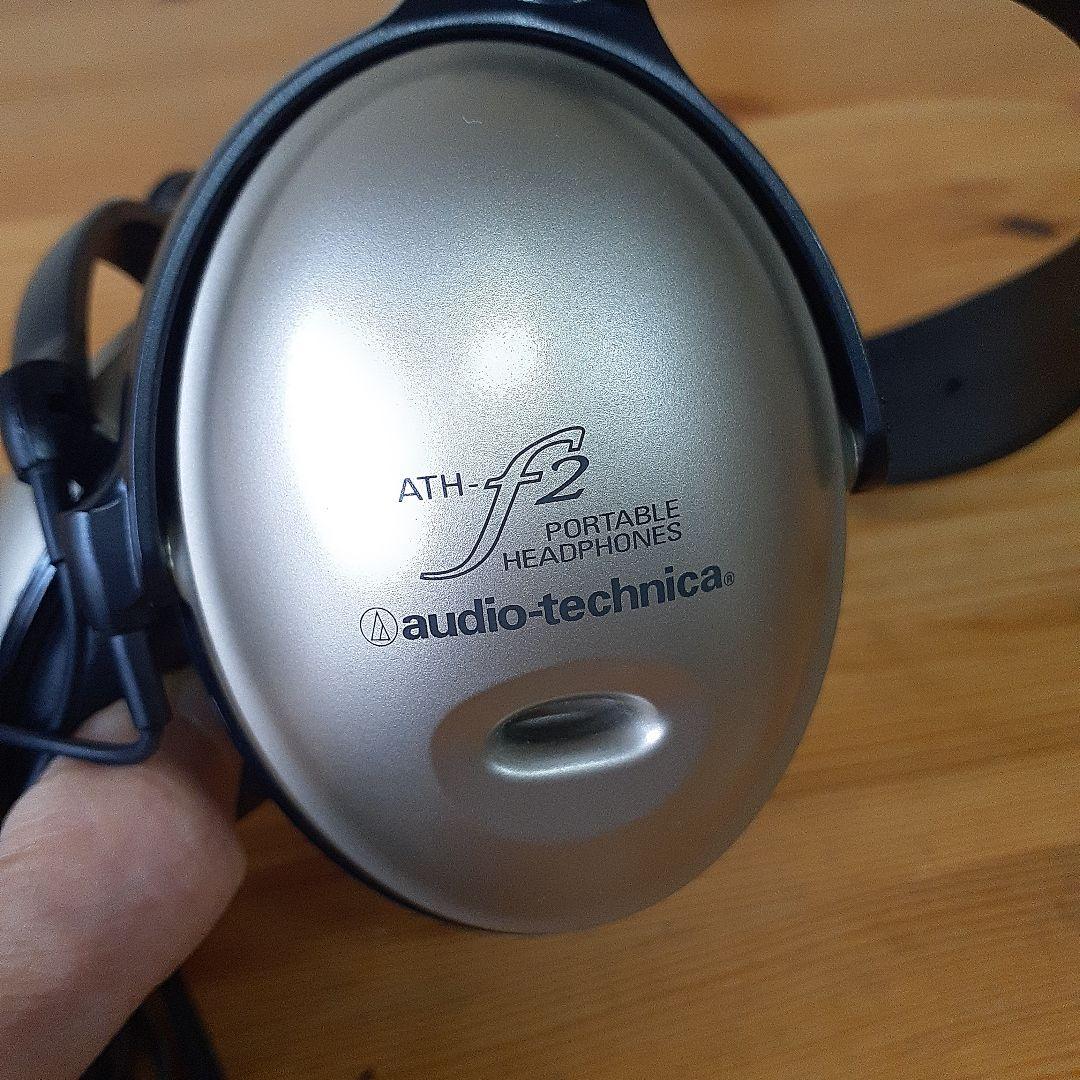 ATH-f2
PORTABLE
HEADPHONES
audio-technica®